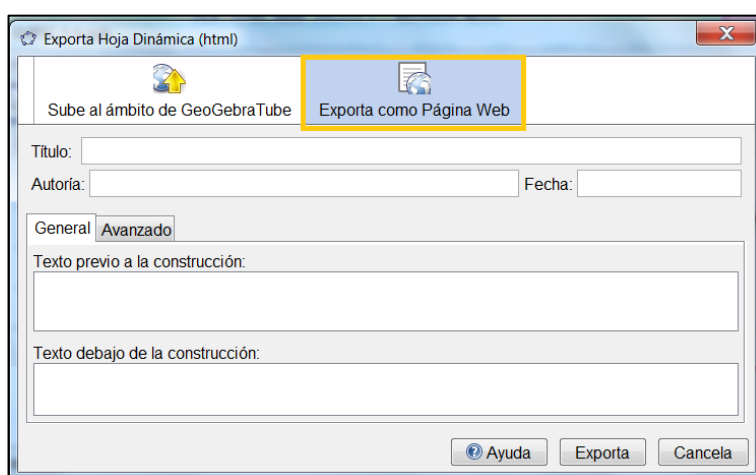 Exporta Hoja Dinámica (html)
Sube al ámbito de GeoGebraTube Exporta como Página Web
Título:
Autoría: Fecha:
General Avanzado
Texto previo a la construcción:
Texto debajo de la construcción:
Ayuda Exporta Cancela